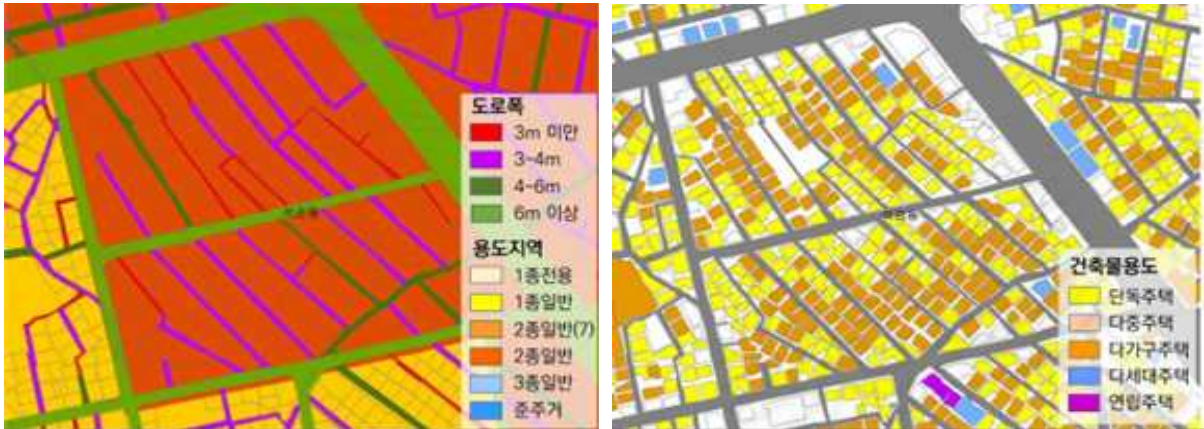 도로폭
3m 미만
3~4m
4~6m
6m 이상
용도지역
1종전용
1종일반
2종일반(7)
2종일반
3종일반
준주거
건축물용도
단독주택
다중주택
다가구주택
다세대주택
연립주택